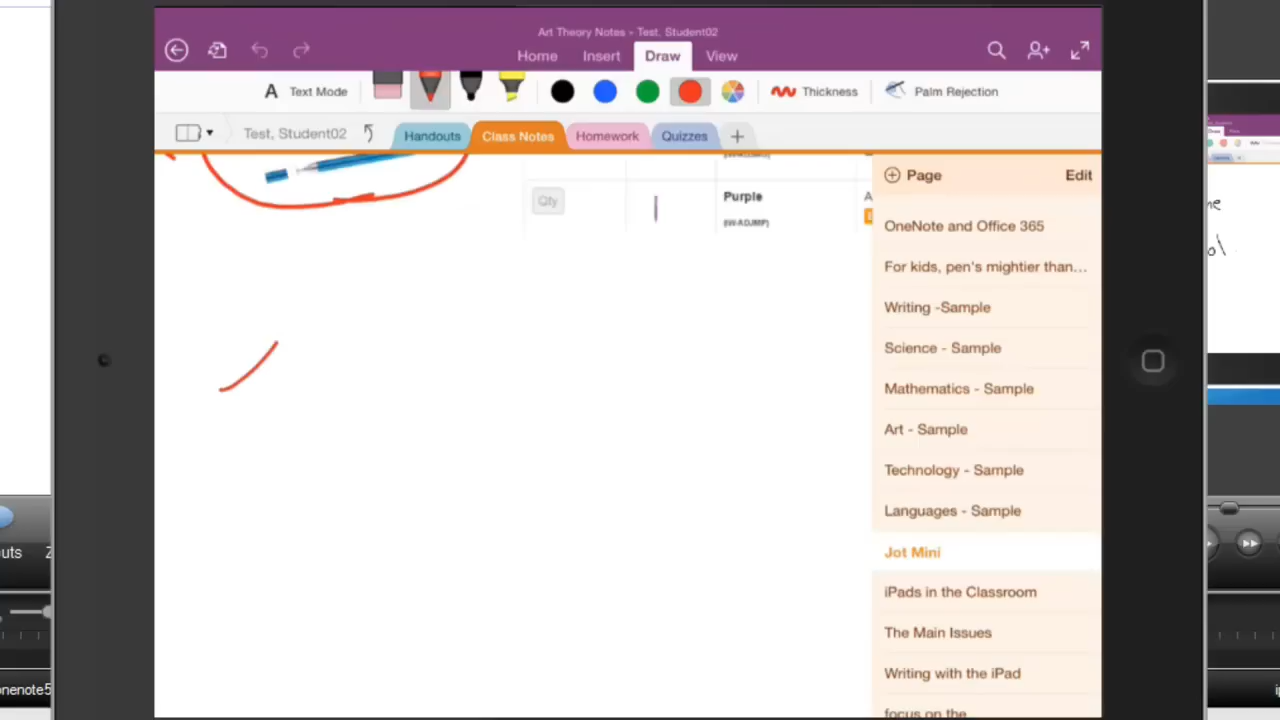 Art Theory Notes - Test, Student02
Home Insert Draw View
A Text Mode Thickness Palm Rejection
Test, Student02 Handouts Class Notes Homework Quizzes +
Page Edit
Qty Purple A
(IW-ADJMP)
OneNote and Office 365
For kids, pen's mightier than...
Writing -Sample
Science - Sample
Mathematics - Sample
Art - Sample
Technology - Sample
Languages - Sample
Jot Mini
iPads in the Classroom
The Main Issues
Writing with the iPad
focus on the
uts Z
onenote5